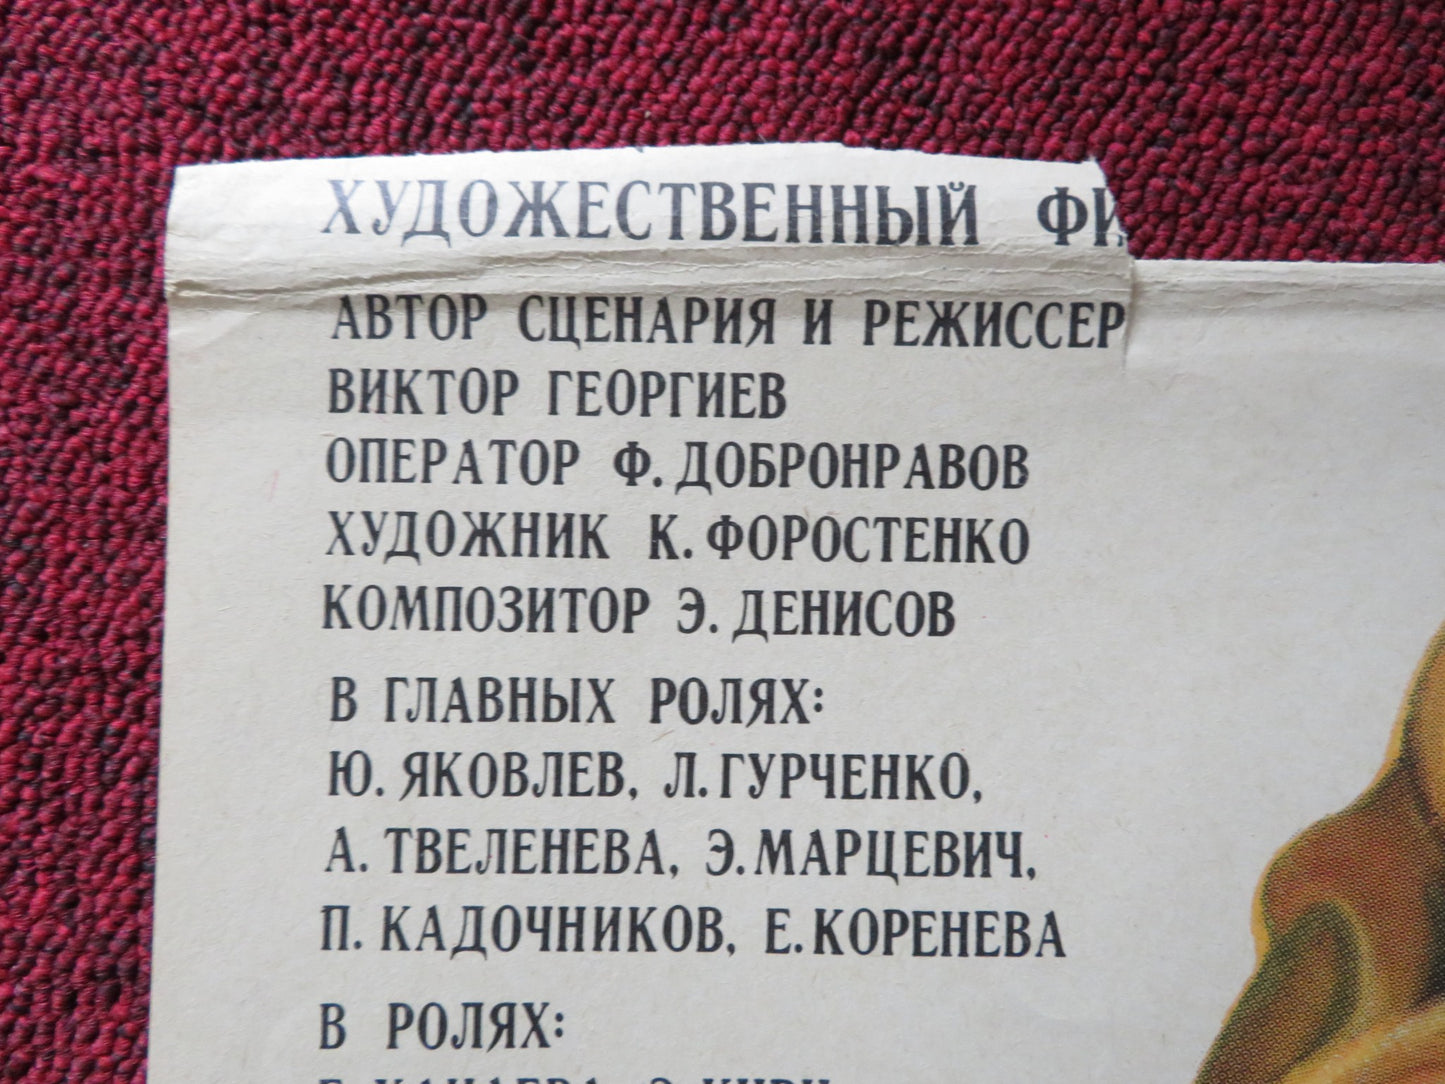 ХУДОЖЕСТВЕННЫЙ
АВТОР СЦЕНАРИЯ И РЕЖИССЕР
ВИКТОР ГЕОРГИЕВ
ОПЕРАТОР Ф. ДОБРОНРАВОВ
ХУДОЖНИК К. ФОРОСТЕНКО
КОМПОЗИТОР Э. ДЕНИСОВ
В ГЛАВНЫХ РОЛЯХ:
Ю. ЯКОВЛЕВ, Л. ГУРЧЕНКО,
А. ТВЕЛЕНЕВА, Э. МАРЦЕВИЧ,
П. КАДОЧНИКОВ, Е. КОРЕНЕВА
В РОЛЯХ: